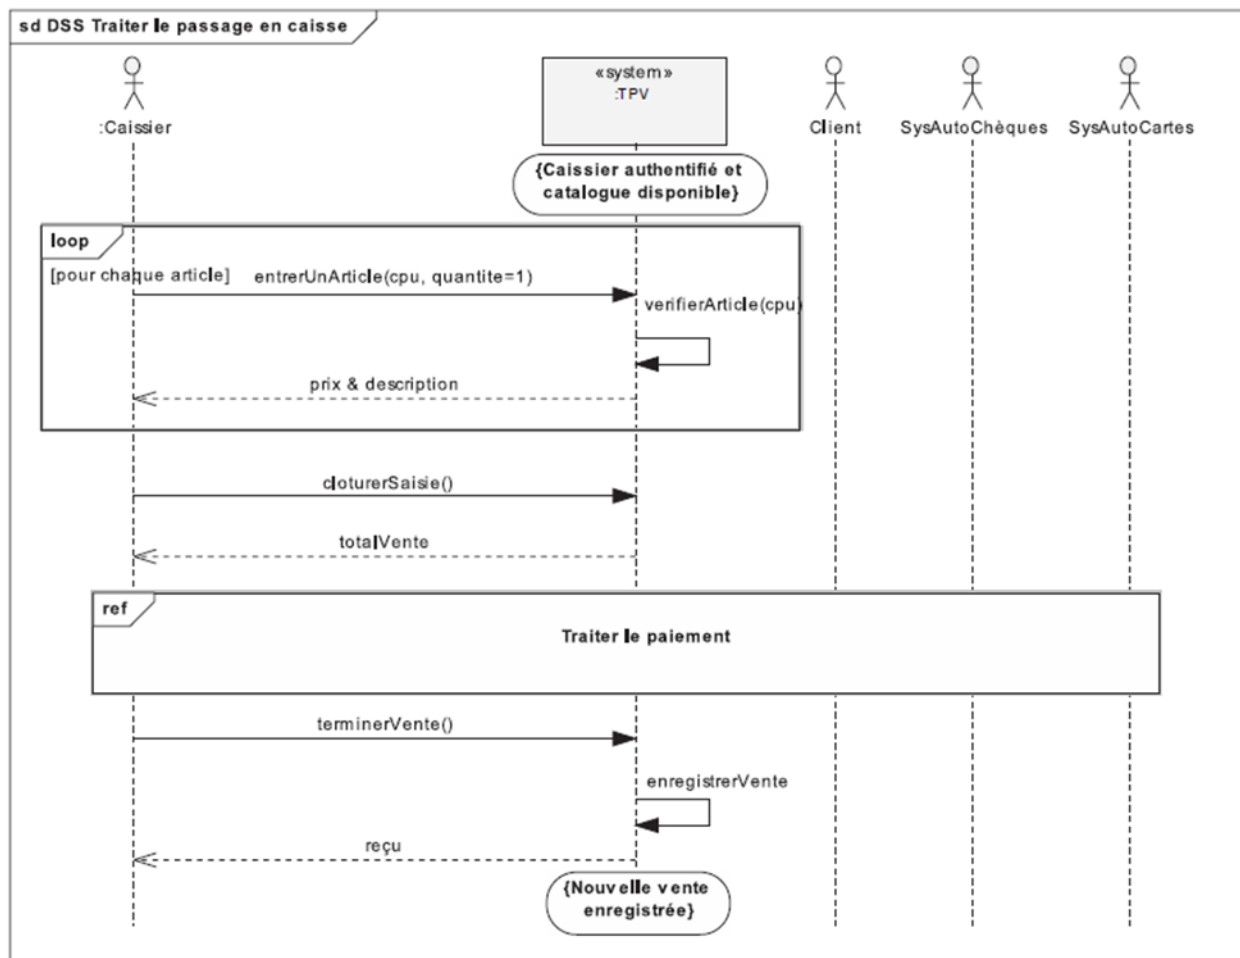 sd DSS Traiter le passage en caisse
«system»
:TPV
:Caissier
Client
SysAutoChèques
SysAutoCartes
{Caissier authentifié et
catalogue disponible}
loop
[pour chaque article]
entrerUnArticle(cpu, quantite=1)
verifierArticle(cpu)
prix & description
cloturerSaisie()
totalVente
ref
Traiter le paiement
terminerVente()
enregistrerVente
reçu
{Nouvelle vente
enregistrée}